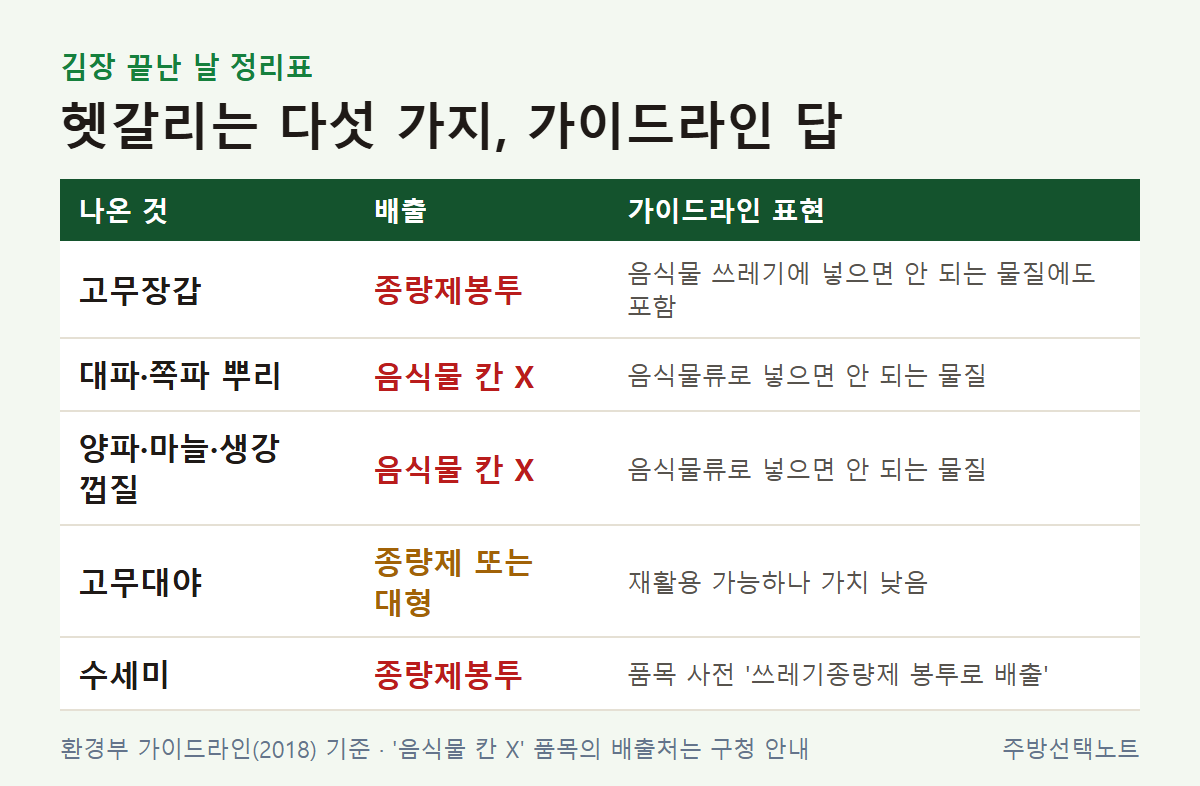 김장 끝난 날 정리표
헷갈리는 다섯 가지, 가이드라인 답
나온 것 배출 가이드라인 표현
고무장갑 종량제봉투 음식물 쓰레기에 넣으면 안 되는 물질에도
포함
대파·쪽파 뿌리 음식물 칸 X 음식물류로 넣으면 안 되는 물질
양파·마늘·생강
껍질 음식물 칸 X 음식물류로 넣으면 안 되는 물질
고무대야 종량제 또는
대형 재활용 가능하나 가치 낮음
수세미 종량제봉투 품목 사전 '쓰레기종량제 봉투로 배출'
환경부 가이드라인(2018) 기준 · '음식물 칸 X' 품목의 배출처는 구청 안내 주방선택노트